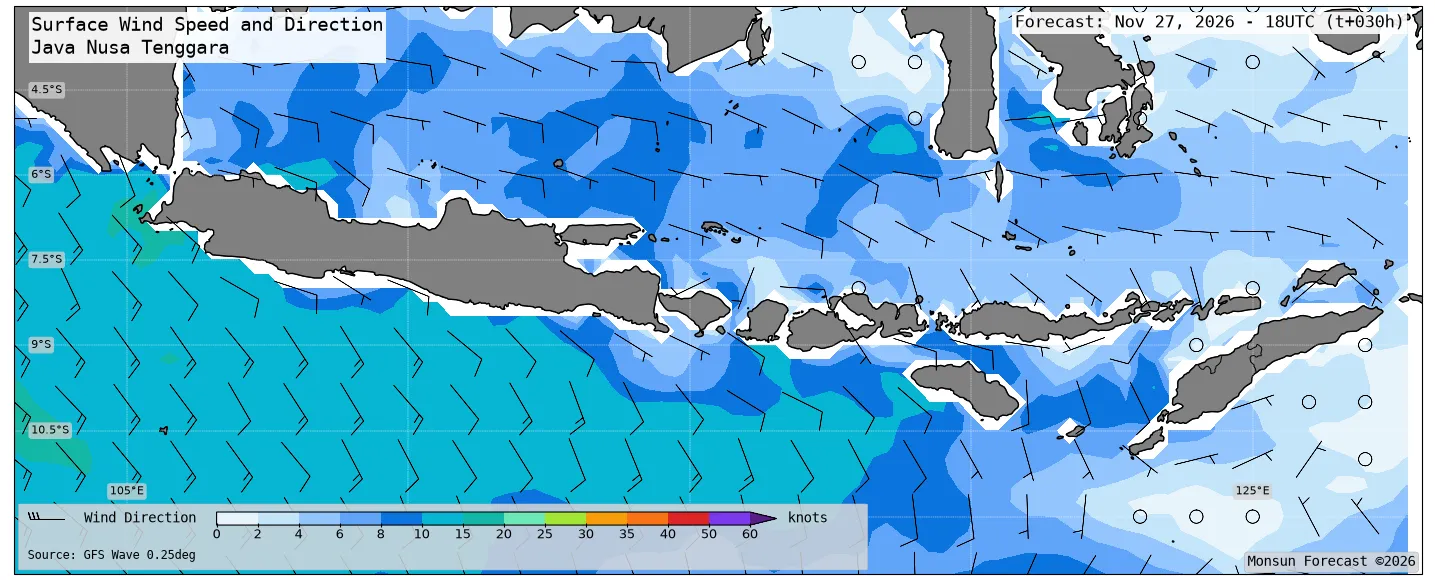 Surface Wind Speed and Direction
Java Nusa Tenggara
Forecast: Nov 27, 2026 - 18UTC (t+030h)
4.5°S
6°S
7.5°S
9°S
10.5°S
105°E
125°E
Wind Direction
knots
0 2 4 6 8 10 15 20 25 30 35 40 50 60
Source: GFS Wave 0.25deg
Monsun Forecast ©2026